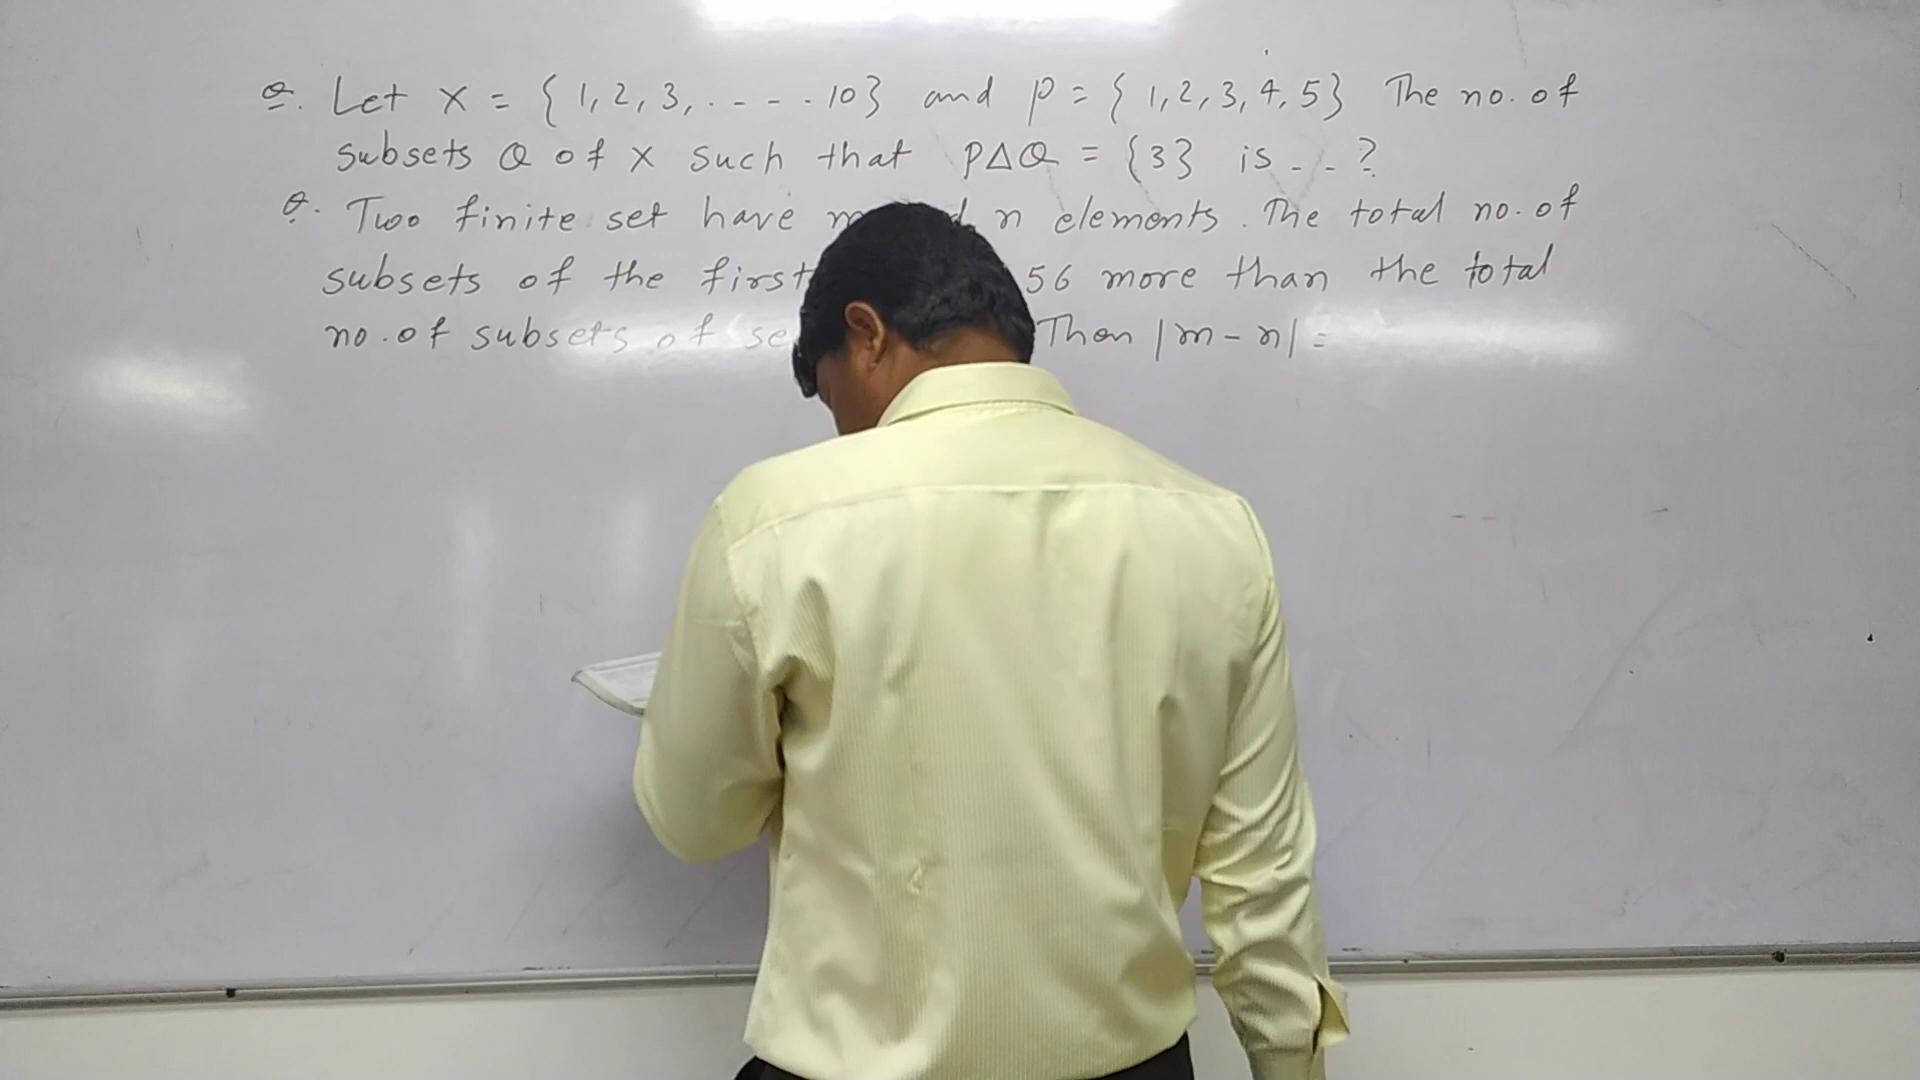 Q. Let X = { 1, 2, 3, . - - - . 10 } and P = { 1, 2, 3, 4, 5 } The no. of
subsets Q of X such that P Δ Q = {3} is - - ?
Q. Two finite set have n elements. The total no. of
subsets of the first 56 more than the total
no. of subsets of Then |m - n| =